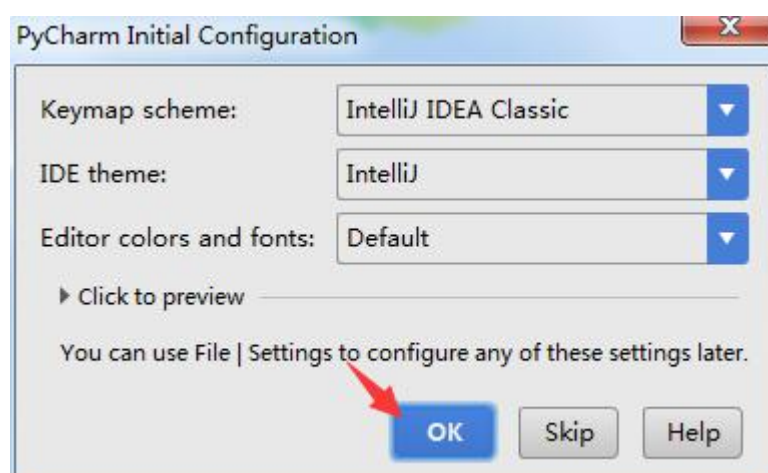 PyCharm Initial Configuration
Keymap scheme: IntelliJ IDEA Classic
IDE theme: IntelliJ
Editor colors and fonts: Default
Click to preview
You can use File | Settings to configure any of these settings later.
OK Skip Help